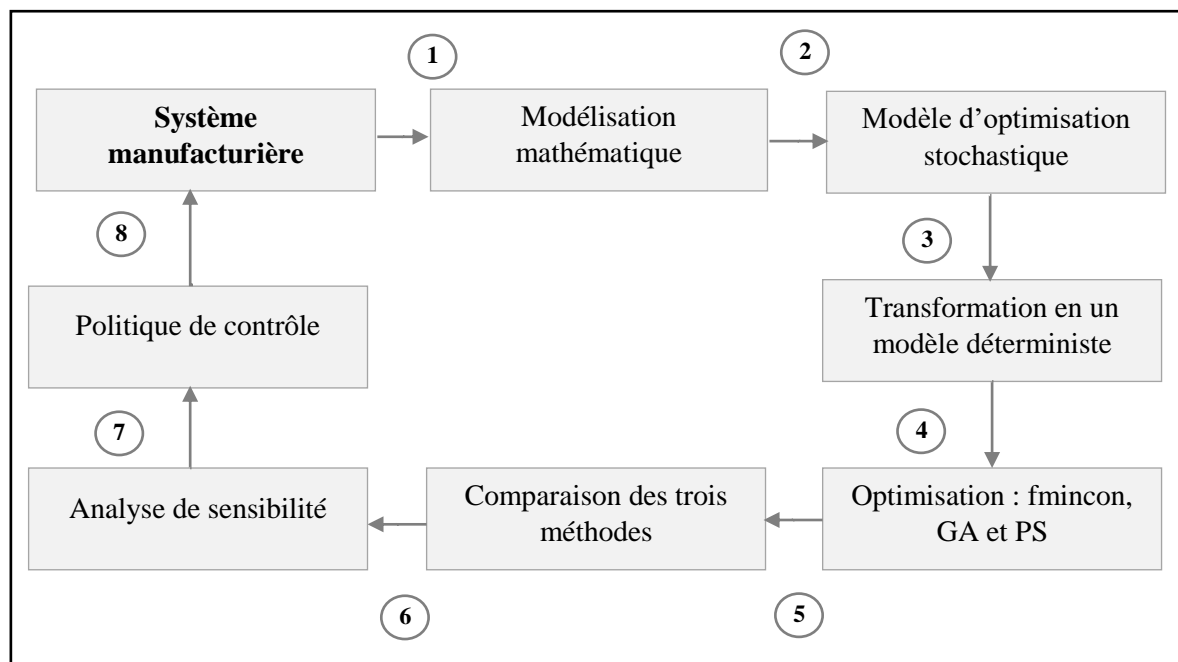 1
2
Système
manufacturière
Modélisation
mathématique
Modèle d’optimisation
stochastique
8
3
Politique de contrôle
Transformation en un
modèle déterministe
7
4
Analyse de sensibilité
Comparaison des trois
méthodes
Optimisation : fmincon,
GA et PS
6
5